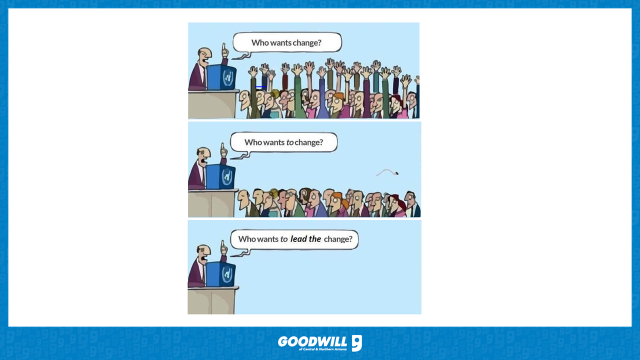 Who wants change?
Who wants to change?
Who wants to lead the change?
GOODWILL
of Central & Northern Arizona